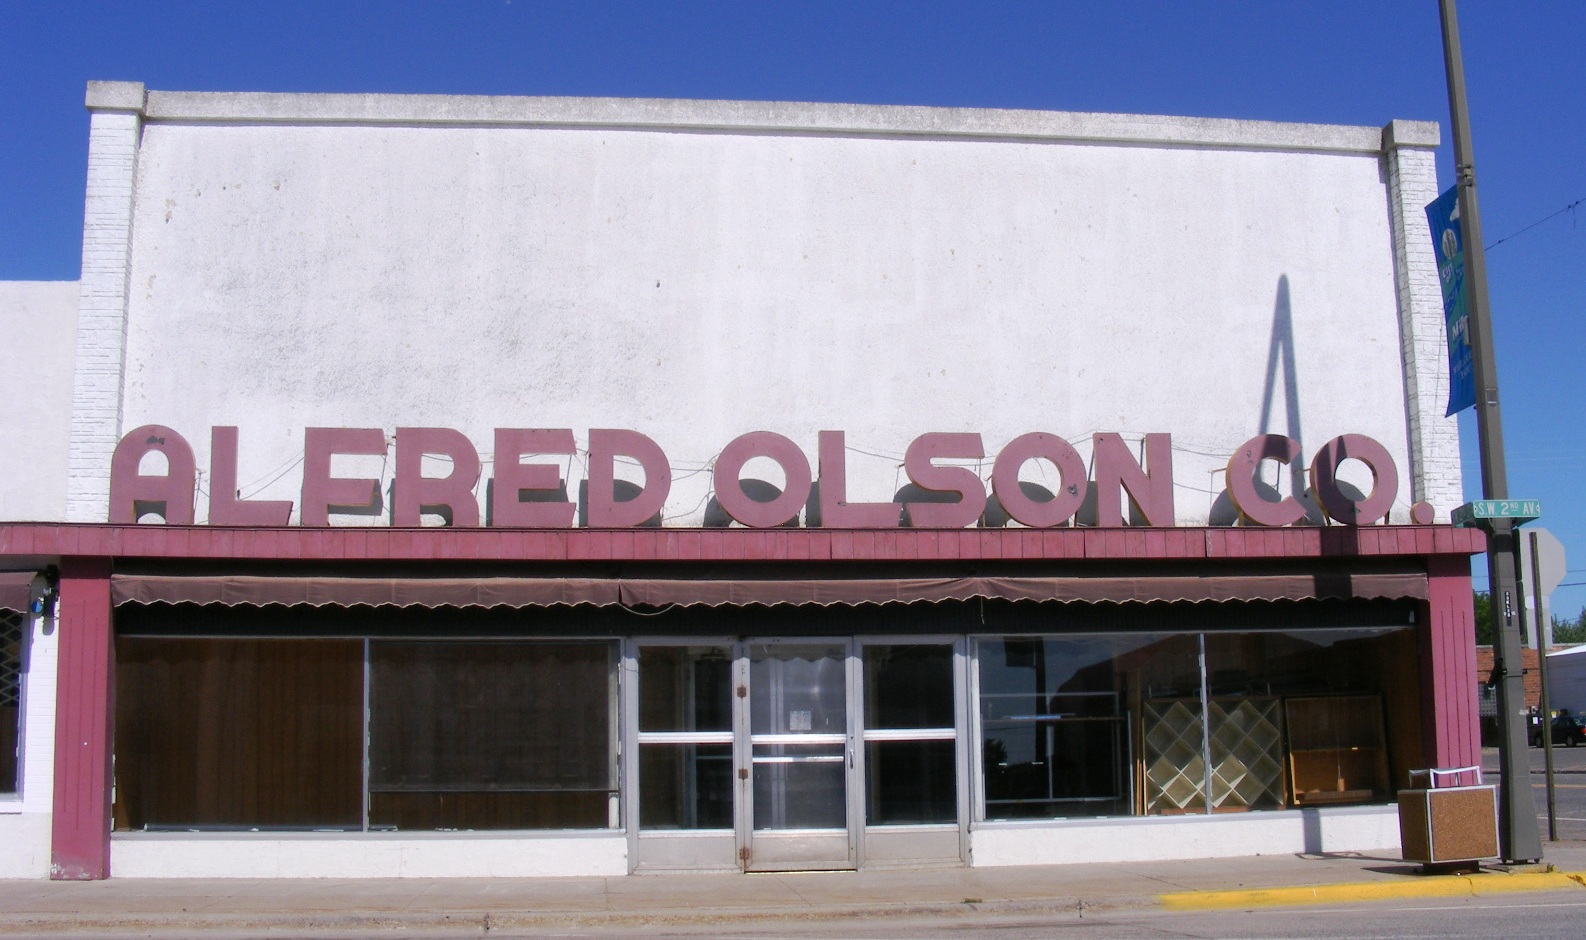 ALFRED OLSON CO.
S.W. 2ND AV